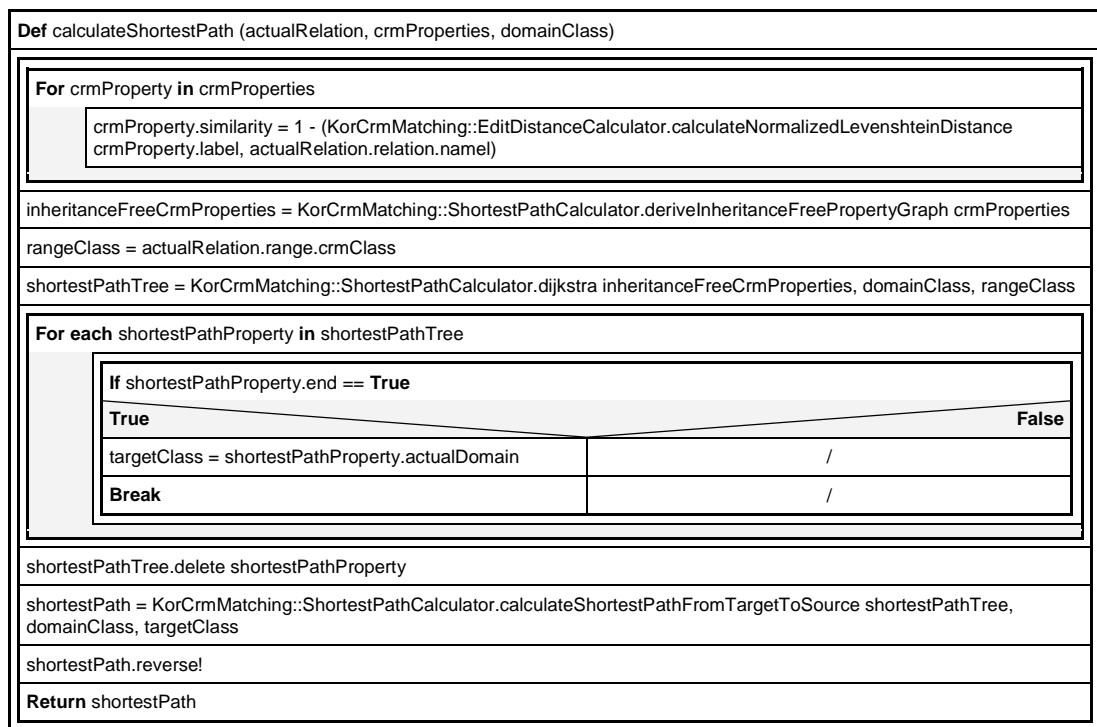 Def calculateShortestPath (actualRelation, crmProperties, domainClass)
For crmProperty in crmProperties
crmProperty.similarity = 1 - (KorCrmMatching::EditDistanceCalculator.calculateNormalizedLevenshteinDistance
crmProperty.label, actualRelation.relation.namel)
inheritanceFreeCrmProperties = KorCrmMatching::ShortestPathCalculator.deriveInheritanceFreePropertyGraph crmProperties
rangeClass = actualRelation.range.crmClass
shortestPathTree = KorCrmMatching::ShortestPathCalculator.dijkstra inheritanceFreeCrmProperties, domainClass, rangeClass
For each shortestPathProperty in shortestPathTree
If shortestPathProperty.end == True
True False
targetClass = shortestPathProperty.actualDomain /
Break /
shortestPathTree.delete shortestPathProperty
shortestPath = KorCrmMatching::ShortestPathCalculator.calculateShortestPathFromTargetToSource shortestPathTree,
domainClass, targetClass
shortestPath.reverse!
Return shortestPath